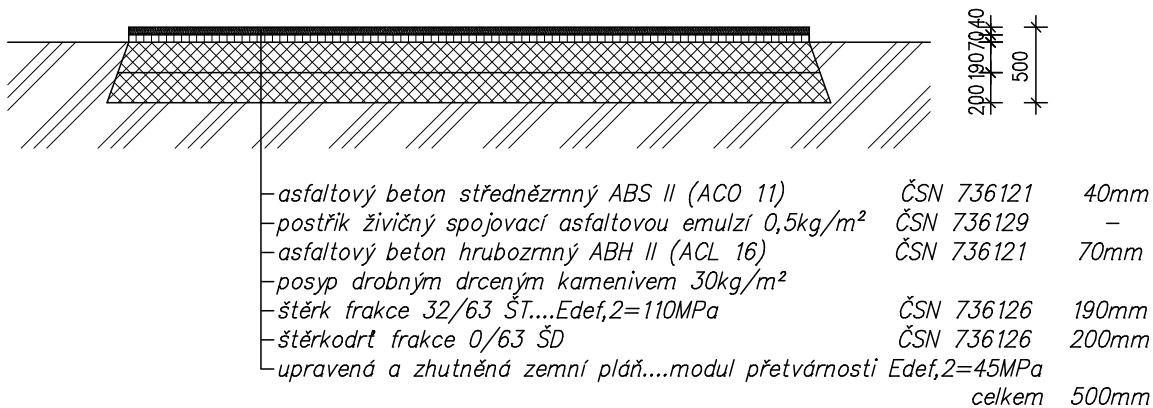 40
70
190
200
500
asfaltový beton střednězrnný ABS II (ACO 11) ČSN 736121 40mm
postřik živičný spojovací asfaltovou emulzí 0,5kg/m² ČSN 736129 –
asfaltový beton hrubozrnný ABH II (ACL 16) ČSN 736121 70mm
posyp drobným drceným kamenivem 30kg/m²
štěrk frakce 32/63 ŠT....Edef,2=110MPa ČSN 736126 190mm
štěrkodrť frakce 0/63 ŠD ČSN 736126 200mm
upravená a zhutněná zemní pláň....modul přetvárnosti Edef,2=45MPa
celkem 500mm